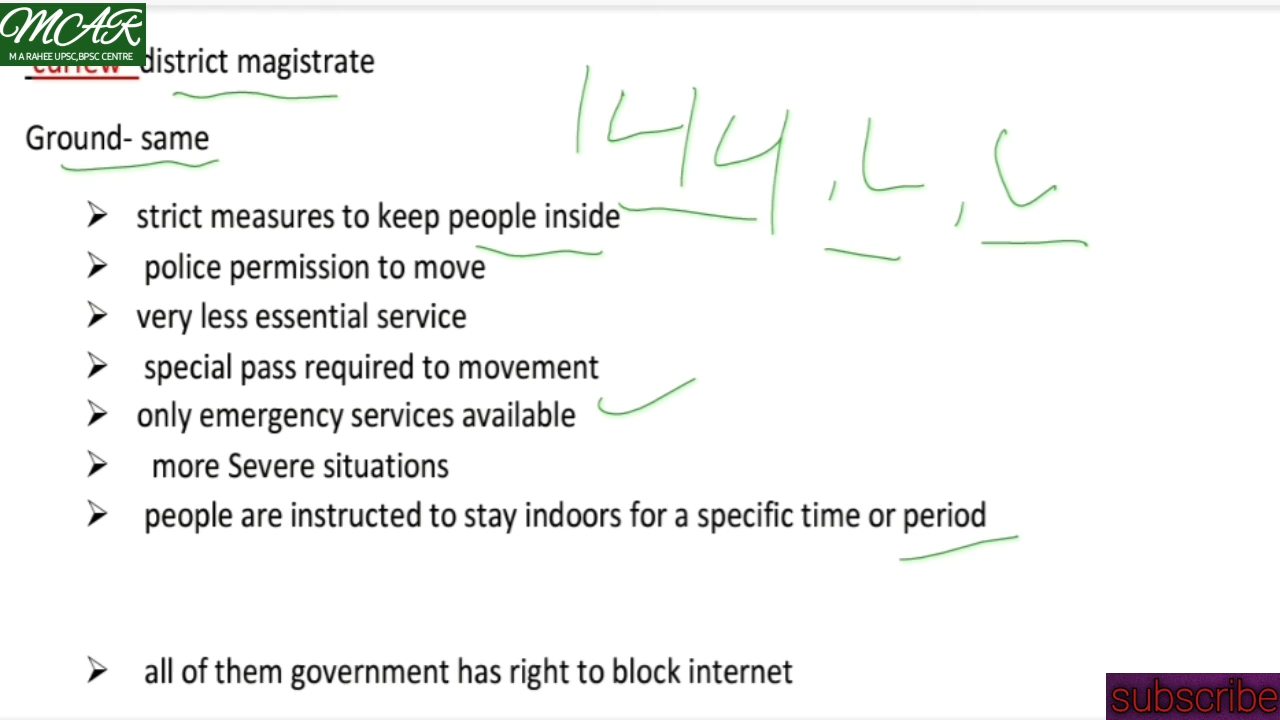 MCAR
M A RAHEE UPSC,BPSC CENTRE
curfew- district magistrate
144, L, C
Ground- same
➢ strict measures to keep people inside
➢ police permission to move
➢ very less essential service
➢ special pass required to movement
➢ only emergency services available
➢ more Severe situations
➢ people are instructed to stay indoors for a specific time or period
➢ all of them government has right to block internet
subscribe